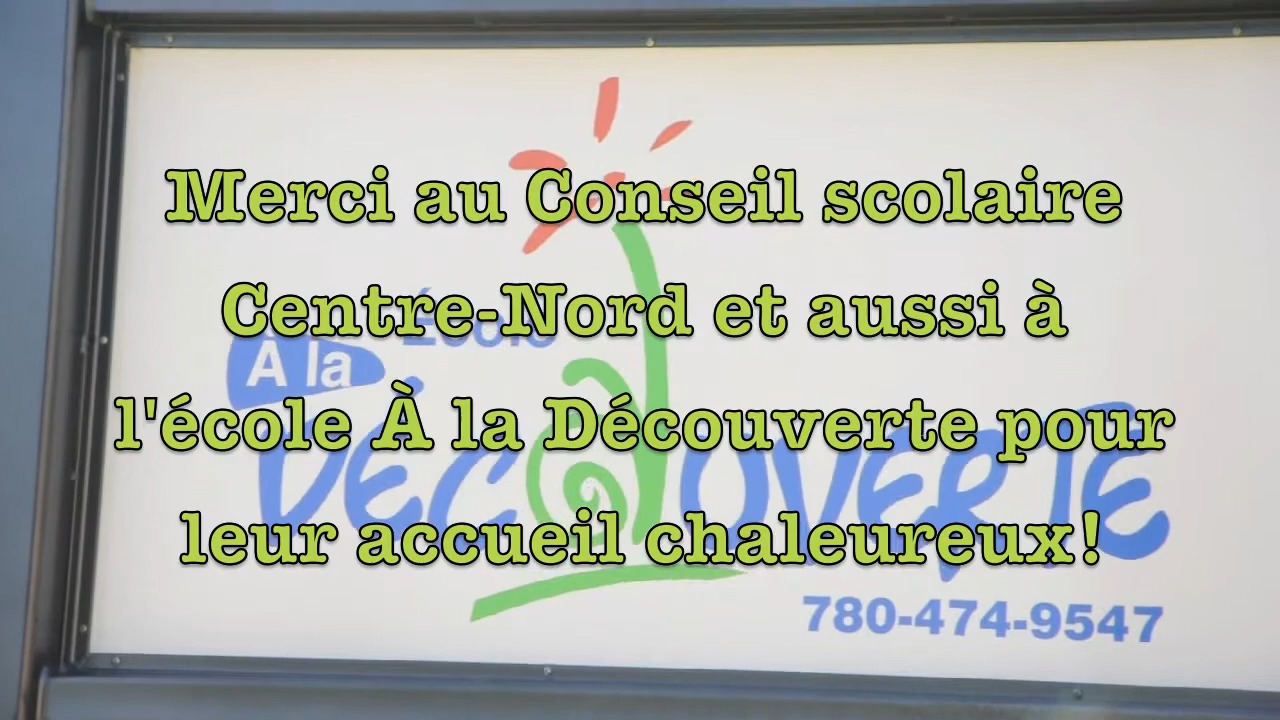 Merci au Conseil scolaire
Centre-Nord et aussi à
l'école À la Découverte pour
leur accueil chaleureux!
École
À la
DÉCOUVERTE
780-474-9547